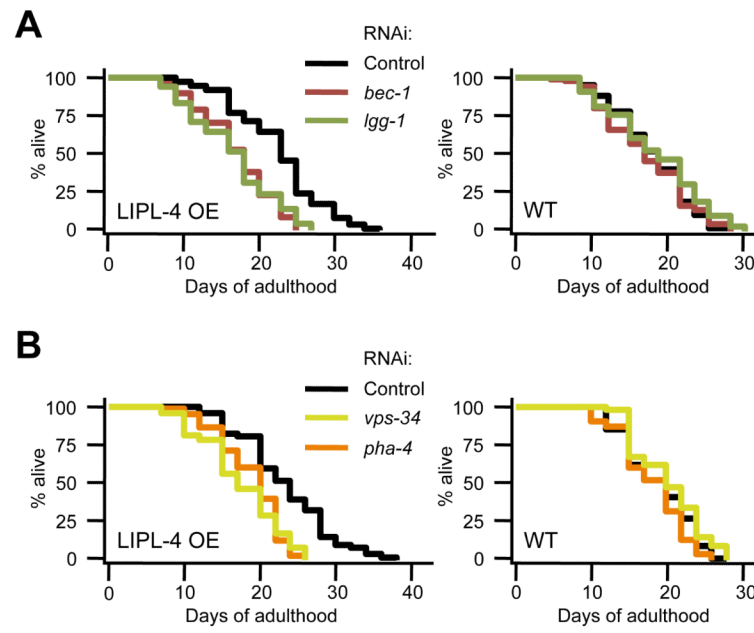 A
RNAi:
Control
bec-1
lgg-1
100
75
50
25
0
% alive
LIPL-4 OE
0 10 20 30 40
Days of adulthood
100
75
50
25
0
% alive
WT
0 10 20 30
Days of adulthood
B
RNAi:
Control
vps-34
pha-4
100
75
50
25
0
% alive
LIPL-4 OE
0 10 20 30 40
Days of adulthood
100
75
50
25
0
% alive
WT
0 10 20 30
Days of adulthood